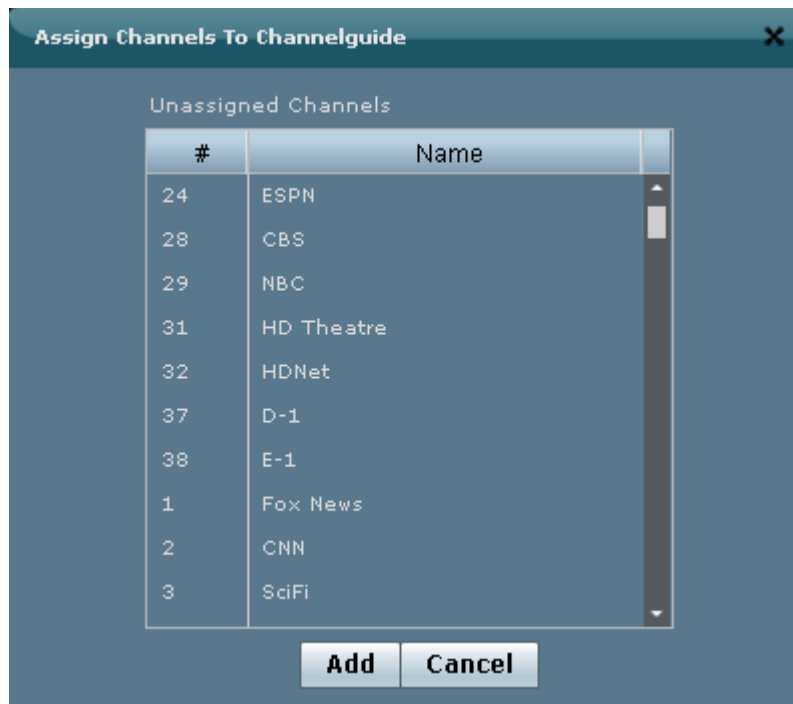 Assign Channels To Channelguide
Unassigned Channels
# Name
24 ESPN
28 CBS
29 NBC
31 HD Theatre
32 HDNet
37 D-1
38 E-1
1 Fox News
2 CNN
3 SciFi
Add Cancel